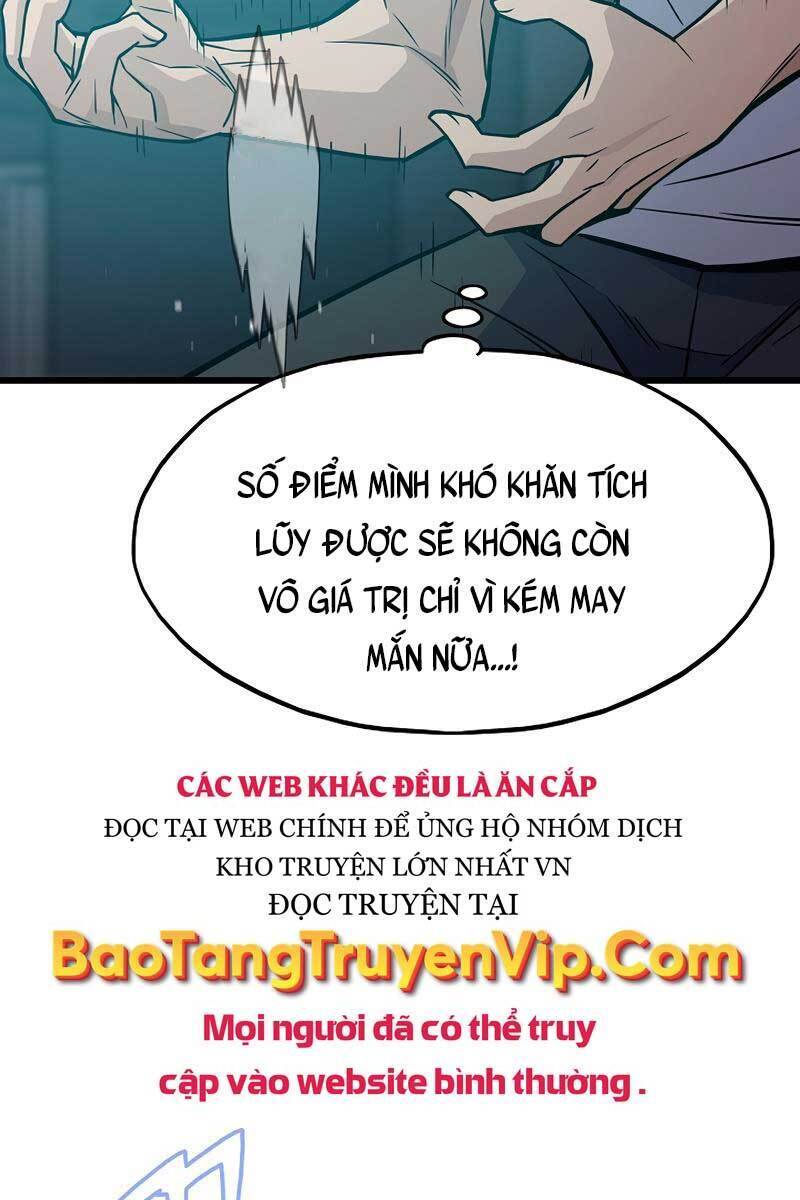 SỐ ĐIỂM MÌNH KHÓ KHĂN TÍCH
LŨY ĐƯỢC SẼ KHÔNG CÒN
VÔ GIÁ TRỊ CHỈ VÌ KÉM MAY
MẮN NỮA...!
CÁC WEB KHÁC ĐỀU LÀ ĂN CẮP
ĐỌC TẠI WEB CHÍNH ĐỂ ỦNG HỘ NHÓM DỊCH
KHO TRUYỆN LỚN NHẤT VN
ĐỌC TRUYỆN TẠI
BaoTangTruyenVip.Com
Mọi người đã có thể truy
cập vào website bình thường.